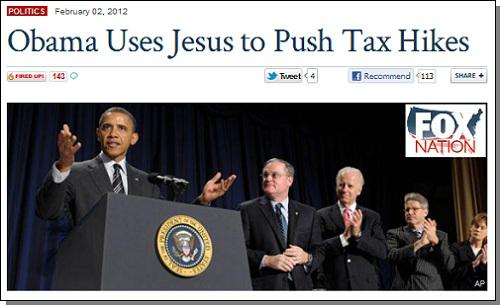 POLITICS February 02, 2012
Obama Uses Jesus to Push Tax Hikes
FIRED UP! 143 Tweet 4 Recommend 113 SHARE +
FOX
NATION
AP